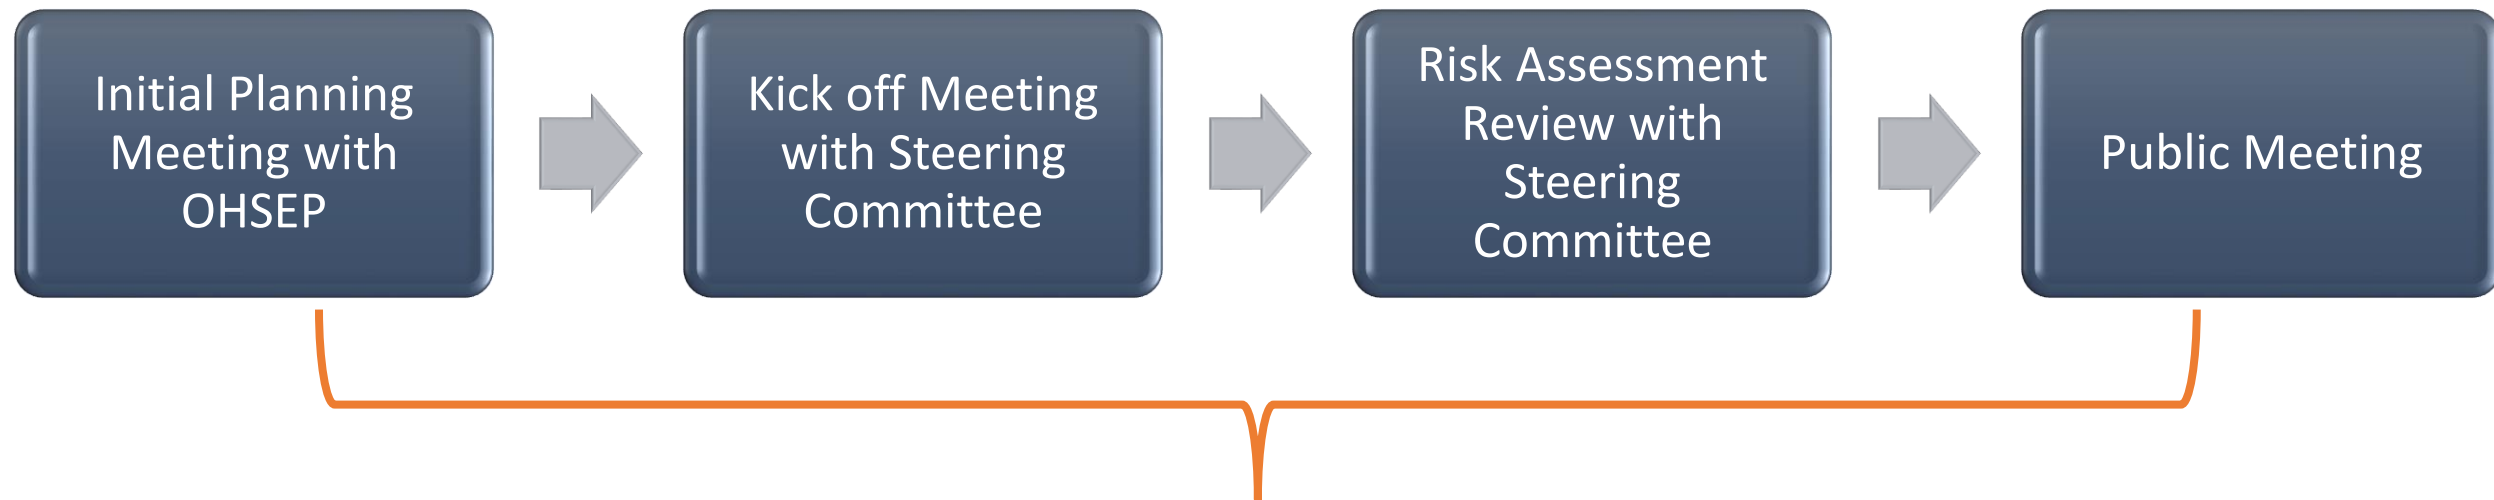 Initial Planning
Meeting with
OHSEP
Kick off Meeting
with Steering
Committee
Risk Assessment
Review with
Steering
Committee
Public Meeting